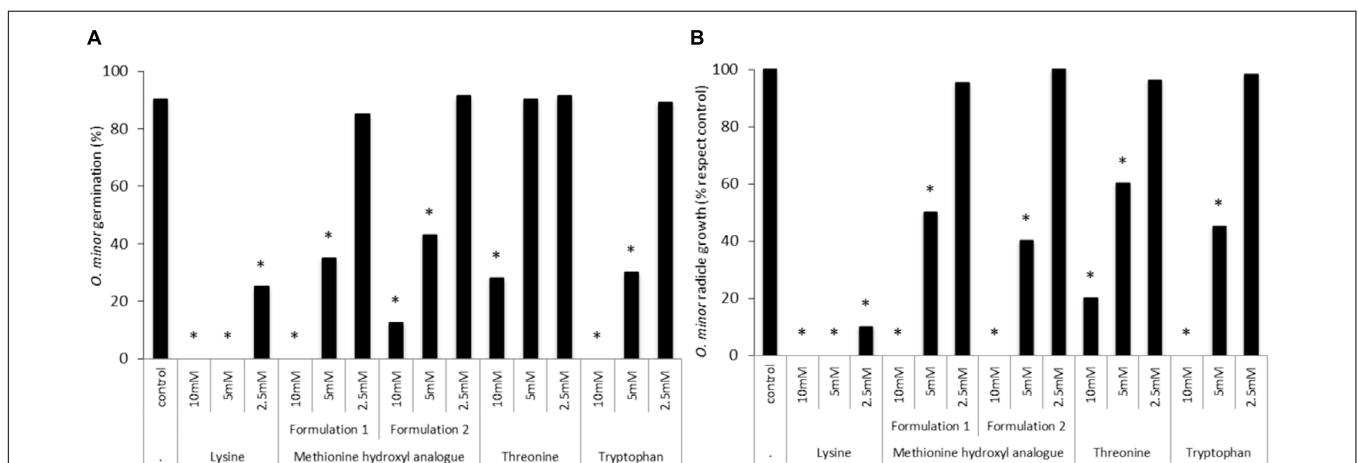 A
O. minor germination (%)
100
80
60
40
20
0
* * * * * * * * * *
control 10mM 5mM 2.5mM 10mM 5mM 2.5mM 10mM 5mM 2.5mM 10mM 5mM 2.5mM 10mM 5mM 2.5mM
Formulation 1 Formulation 2
. Lysine Methionine hydroxyl analogue Threonine Tryptophan
B
O. minor radicle growth (% respect control)
100
80
60
40
20
0
* * * * * * * * * * *
control 10mM 5mM 2.5mM 10mM 5mM 2.5mM 10mM 5mM 2.5mM 10mM 5mM 2.5mM 10mM 5mM 2.5mM
Formulation 1 Formulation 2
. Lysine Methionine hydroxyl analogue Threonine Tryptophan